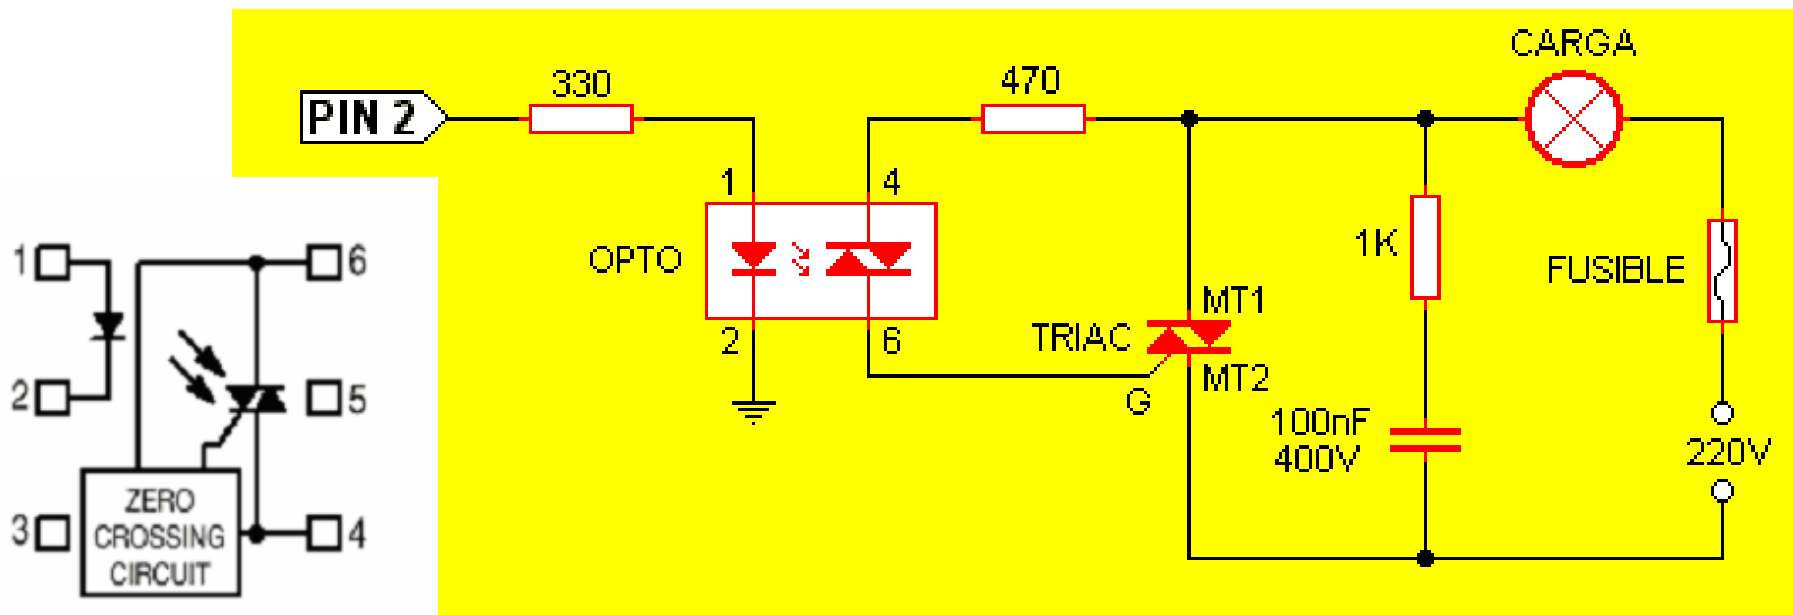 CARGA
330
470
PIN 2
1
4
1
6
1K
OPTO
FUSIBLE
MT1
TRIAC
2
6
MT2
2
5
G
100nF
400V
220V
ZERO
3
CROSSING
4
CIRCUIT